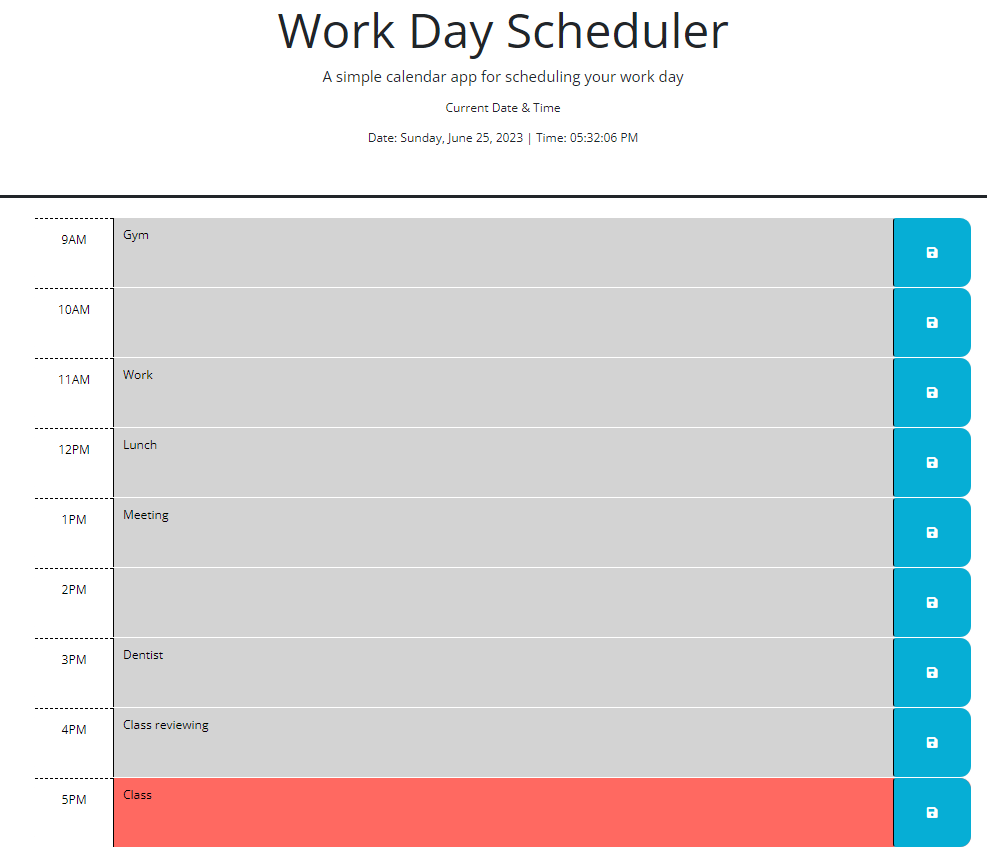 Work Day Scheduler
A simple calendar app for scheduling your work day
Current Date & Time
Date: Sunday, June 25, 2023 | Time: 05:32:06 PM
9AM Gym
10AM
11AM Work
12PM Lunch
1PM Meeting
2PM
3PM Dentist
4PM Class reviewing
5PM Class